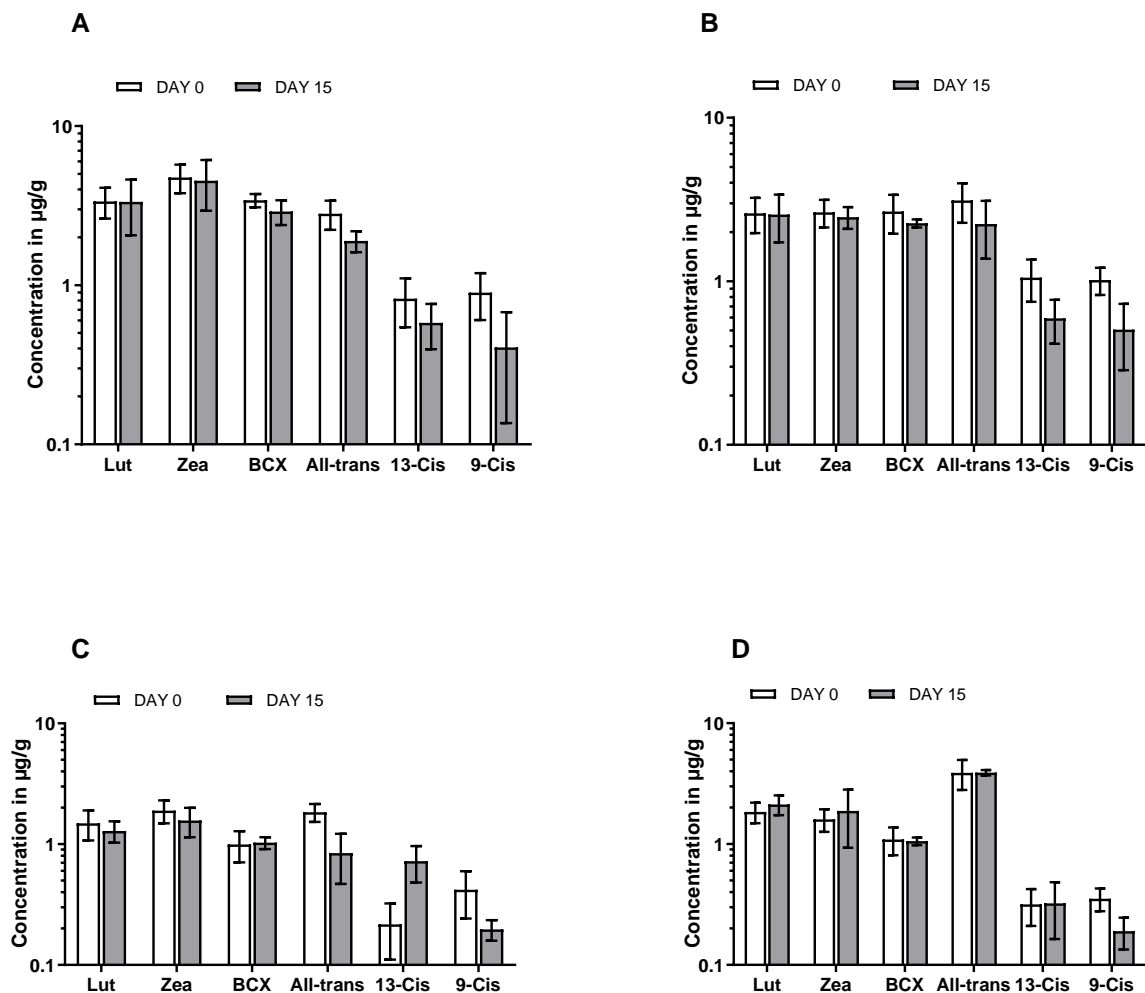 A
DAY 0 DAY 15
Concentration in µg/g
10
1
0.1
Lut Zea BCX All-trans 13-Cis 9-Cis
B
DAY 0 DAY 15
Concentration in µg/g
10
1
0.1
Lut Zea BCX All-trans 13-Cis 9-Cis
C
DAY 0 DAY 15
Concentration in µg/g
10
1
0.1
Lut Zea BCX All-trans 13-Cis 9-Cis
D
DAY 0 DAY 15
Concentration in µg/g
10
1
0.1
Lut Zea BCX All-trans 13-Cis 9-Cis